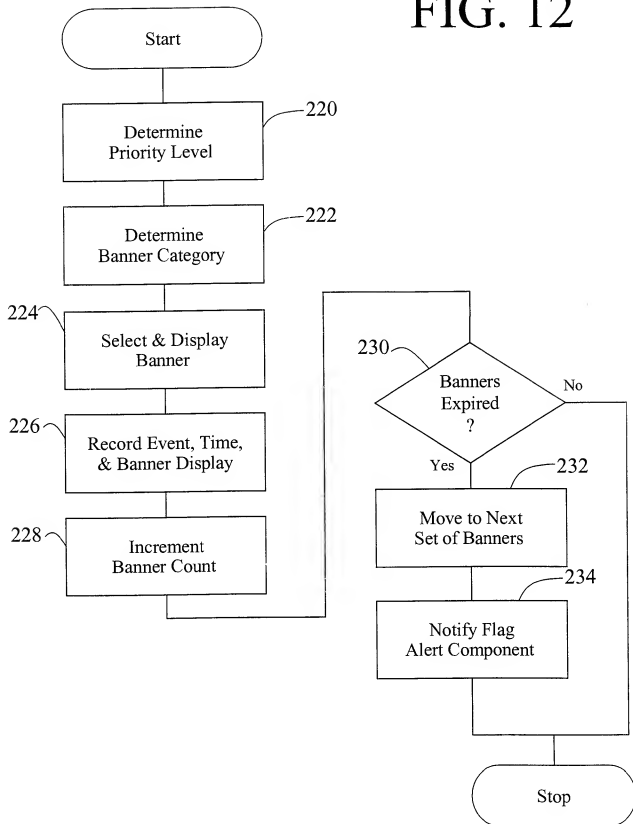 FIG. 12
Start
220
Determine
Priority Level
222
Determine
Banner Category
224
Select & Display
Banner
226
Record Event, Time,
& Banner Display
228
Increment
Banner Count
230
Banners
Expired
?
No
Yes
232
Move to Next
Set of Banners
234
Notify Flag
Alert Component
Stop